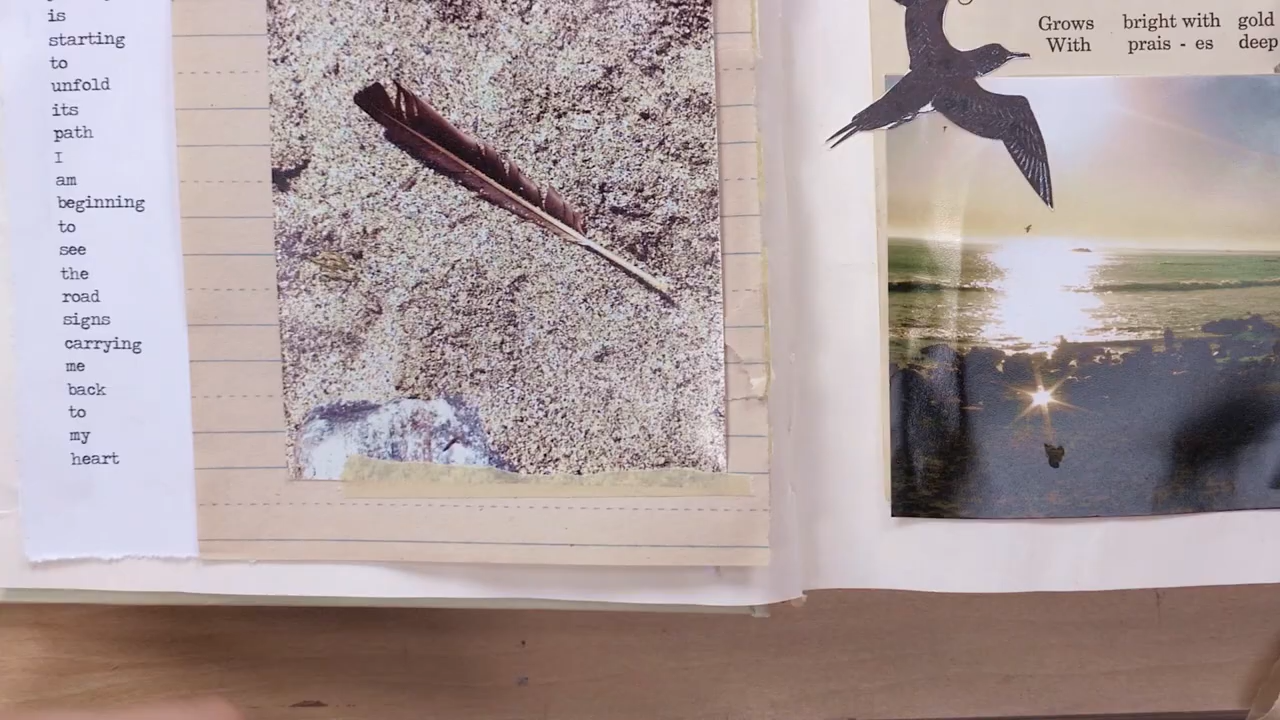 is
starting
to
unfold
its
path
I
am
beginning
to
see
the
road
signs
carrying
me
back
to
my
heart
Grows bright with gold
With prais - es deep